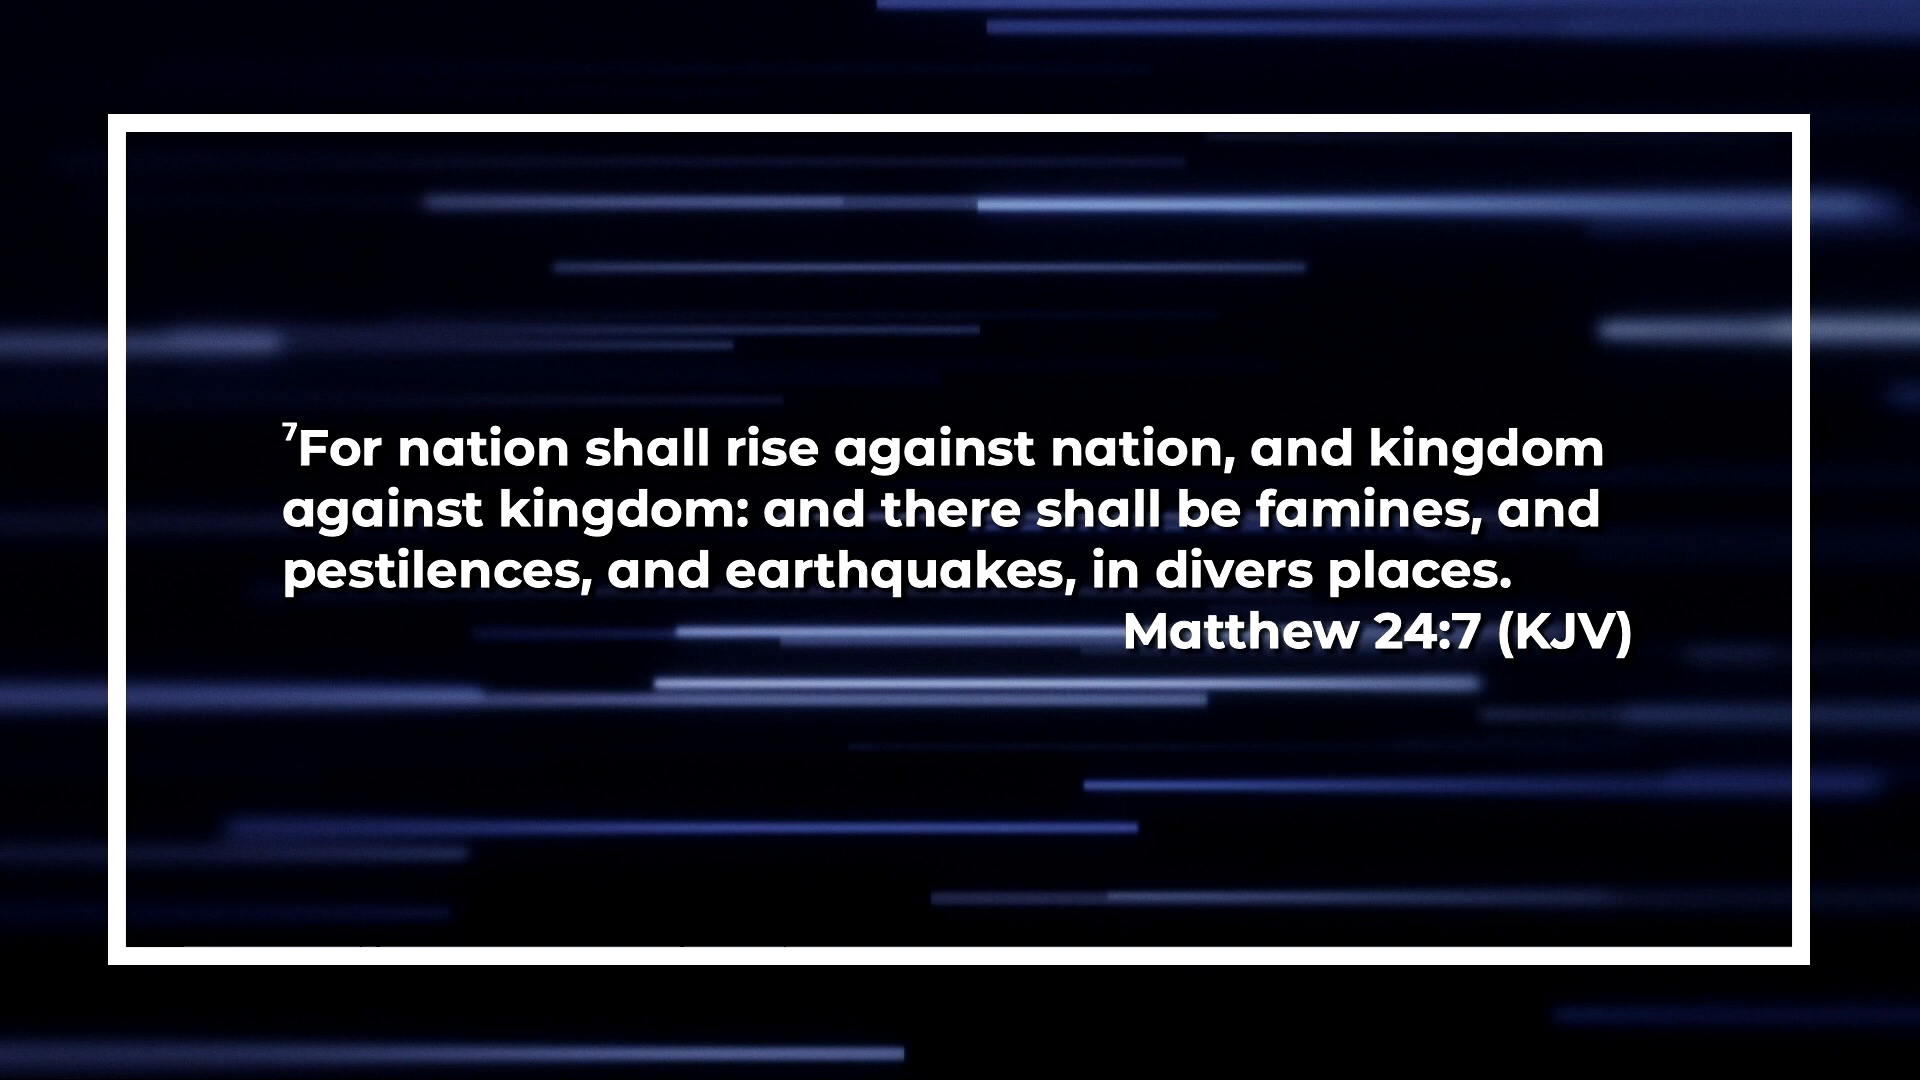 ⁷For nation shall rise against nation, and kingdom
against kingdom: and there shall be famines, and
pestilences, and earthquakes, in divers places.
Matthew 24:7 (KJV)